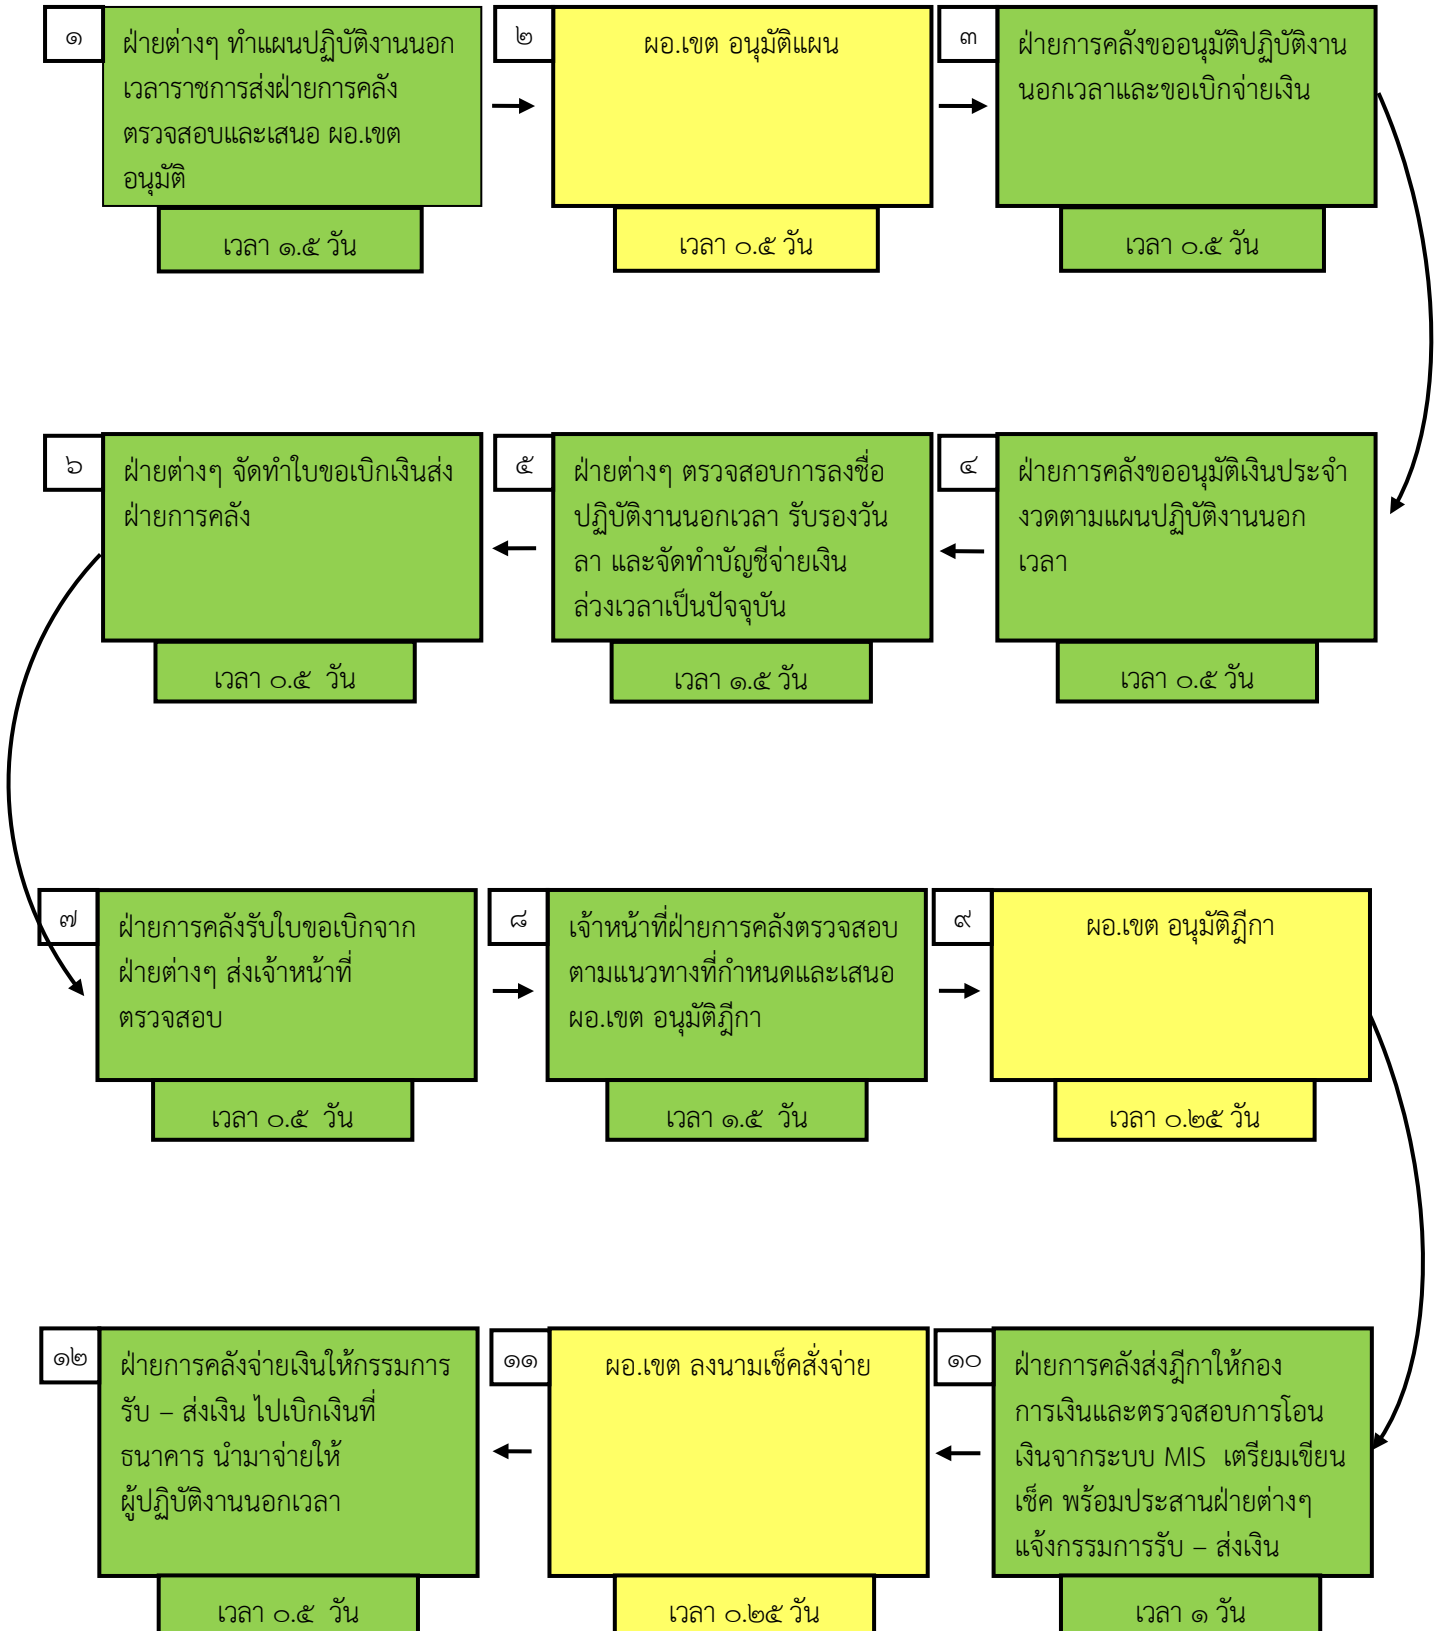 ๑
ฝ่ายต่างๆ ทำแผนปฏิบัติงานนอก
เวลาราชการส่งฝ่ายการคลัง
ตรวจสอบและเสนอ ผอ.เขต
อนุมัติ
เวลา ๑.๕ วัน
๒
ผอ.เขต อนุมัติแผน
เวลา ๐.๕ วัน
๓
ฝ่ายการคลังขออนุมัติปฏิบัติงาน
นอกเวลาและขอเบิกจ่ายเงิน
เวลา ๐.๕ วัน
๔
ฝ่ายการคลังขออนุมัติเงินประจำ
งวดตามแผนปฏิบัติงานนอก
เวลา
เวลา ๐.๕ วัน
๕
ฝ่ายต่างๆ ตรวจสอบการลงชื่อ
ปฏิบัติงานนอกเวลา รับรองวัน
ลา และจัดทำบัญชีจ่ายเงิน
ล่วงเวลาเป็นปัจจุบัน
เวลา ๑.๕ วัน
๖
ฝ่ายต่างๆ จัดทำใบขอเบิกเงินส่ง
ฝ่ายการคลัง
เวลา ๐.๕ วัน
๗
ฝ่ายการคลังรับใบขอเบิกจาก
ฝ่ายต่างๆ ส่งเจ้าหน้าที่
ตรวจสอบ
เวลา ๐.๕ วัน
๘
เจ้าหน้าที่ฝ่ายการคลังตรวจสอบ
ตามแนวทางที่กำหนดและเสนอ
ผอ.เขต อนุมัติฎีกา
เวลา ๑.๕ วัน
๙
ผอ.เขต อนุมัติฎีกา
เวลา ๐.๒๕ วัน
๑๐
ฝ่ายการคลังส่งฎีกาให้กอง
การเงินและตรวจสอบการโอน
เงินจากระบบ MIS เตรียมเขียน
เช็ค พร้อมประสานฝ่ายต่างๆ
แจ้งกรรมการรับ – ส่งเงิน
เวลา ๑ วัน
๑๑
ผอ.เขต ลงนามเช็คสั่งจ่าย
เวลา ๐.๒๕ วัน
๑๒
ฝ่ายการคลังจ่ายเงินให้กรรมการ
รับ – ส่งเงิน ไปเบิกเงินที่
ธนาคาร นำมาจ่ายให้
ผู้ปฏิบัติงานนอกเวลา
เวลา ๐.๕ วัน